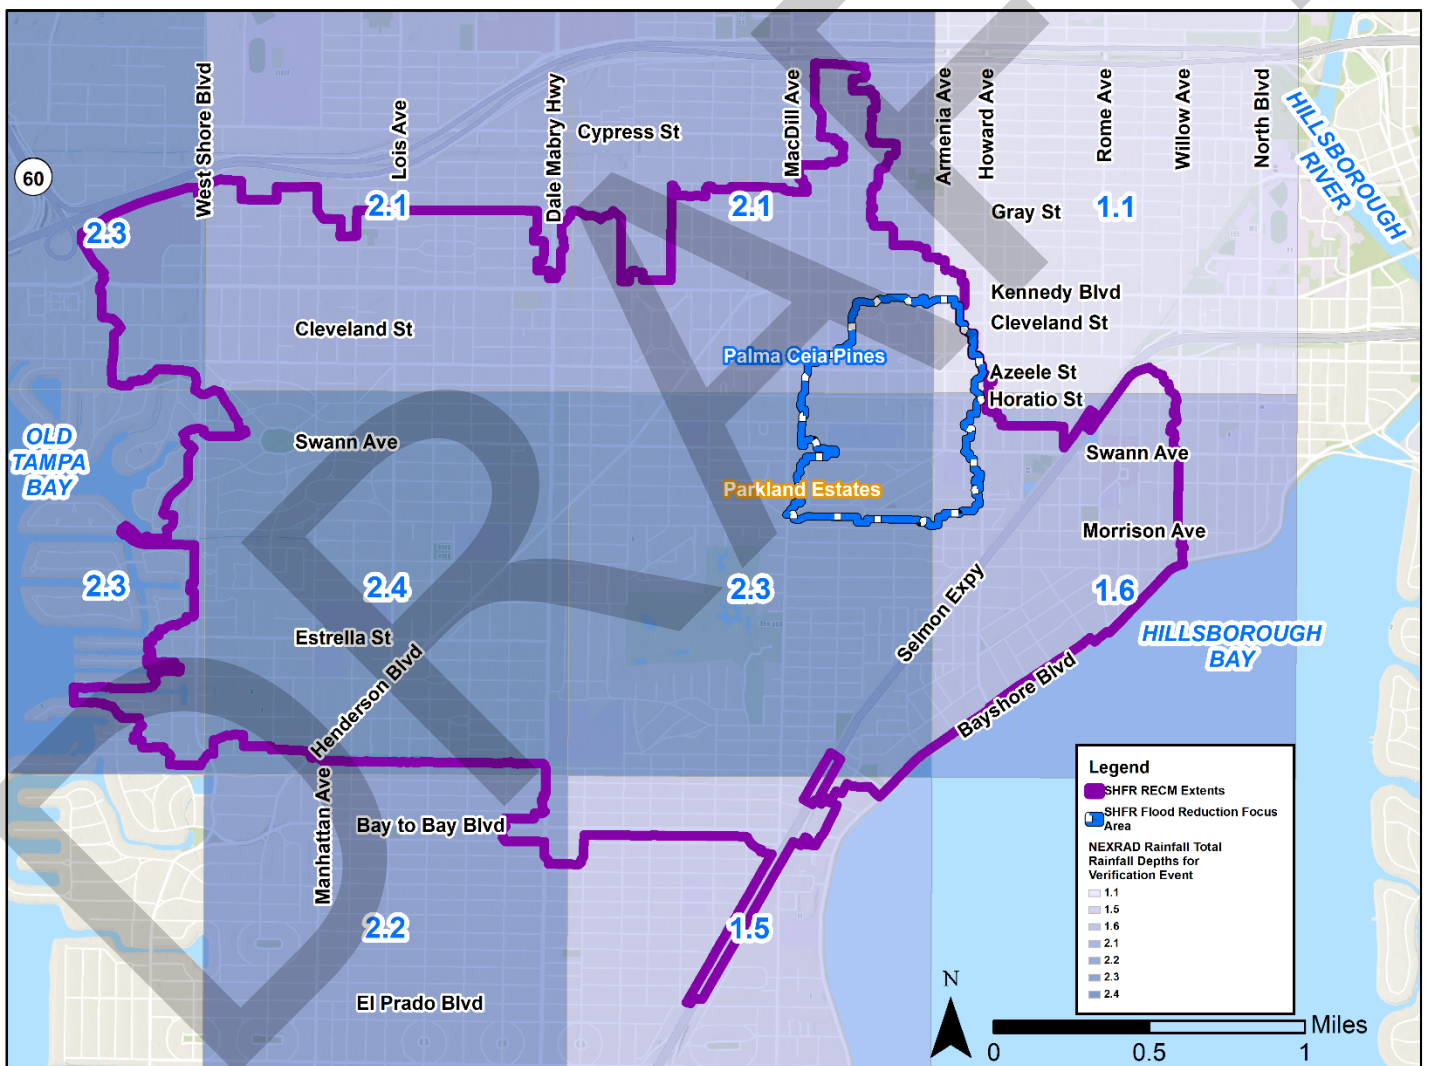 West Shore Blvd
Lois Ave
Dale Mabry Hwy
Cypress St
MacDill Ave
Armenia Ave
Howard Ave
Rome Ave
Willow Ave
North Blvd
HILLSBOROUGH
RIVER
60
2.3
2.1
2.1
Gray St
1.1
Kennedy Blvd
Cleveland St
Cleveland St
Palma Ceia Pines
Azeele St
Horatio St
OLD
TAMPA
BAY
Swann Ave
Swann Ave
Parkland Estates
Morrison Ave
2.3
2.4
2.3
1.6
Selmon Expy
Estrella St
Henderson Blvd
HILLSBOROUGH
BAY
Bayshore Blvd
Manhattan Ave
Bay to Bay Blvd
2.2
1.5
El Prado Blvd
Legend
SHFR RECM Extents
SHFR Flood Reduction Focus
Area
NEXRAD Rainfall Total
Rainfall Depths for
Verification Event
1.1
1.5
1.6
2.1
2.2
2.3
2.4
N
Miles
0 0.5 1
DRAFT